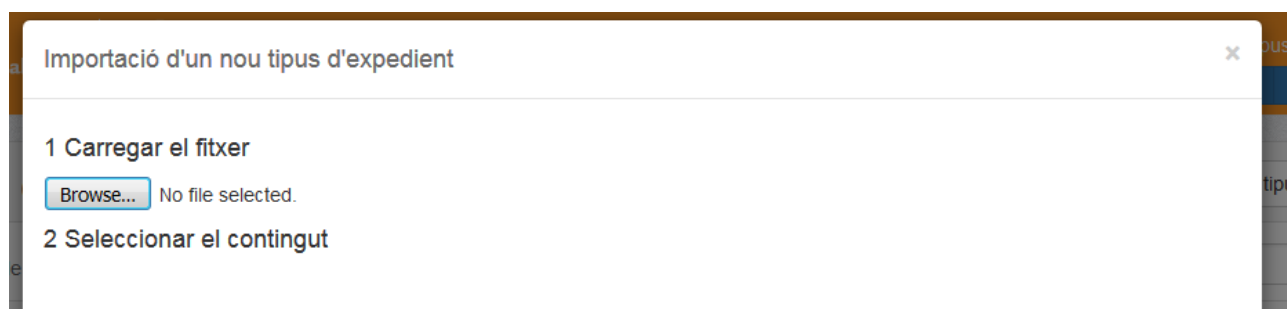 Importació d'un nou tipus d'expedient ×
1 Carregar el fitxer
Browse... No file selected.
2 Seleccionar el contingut